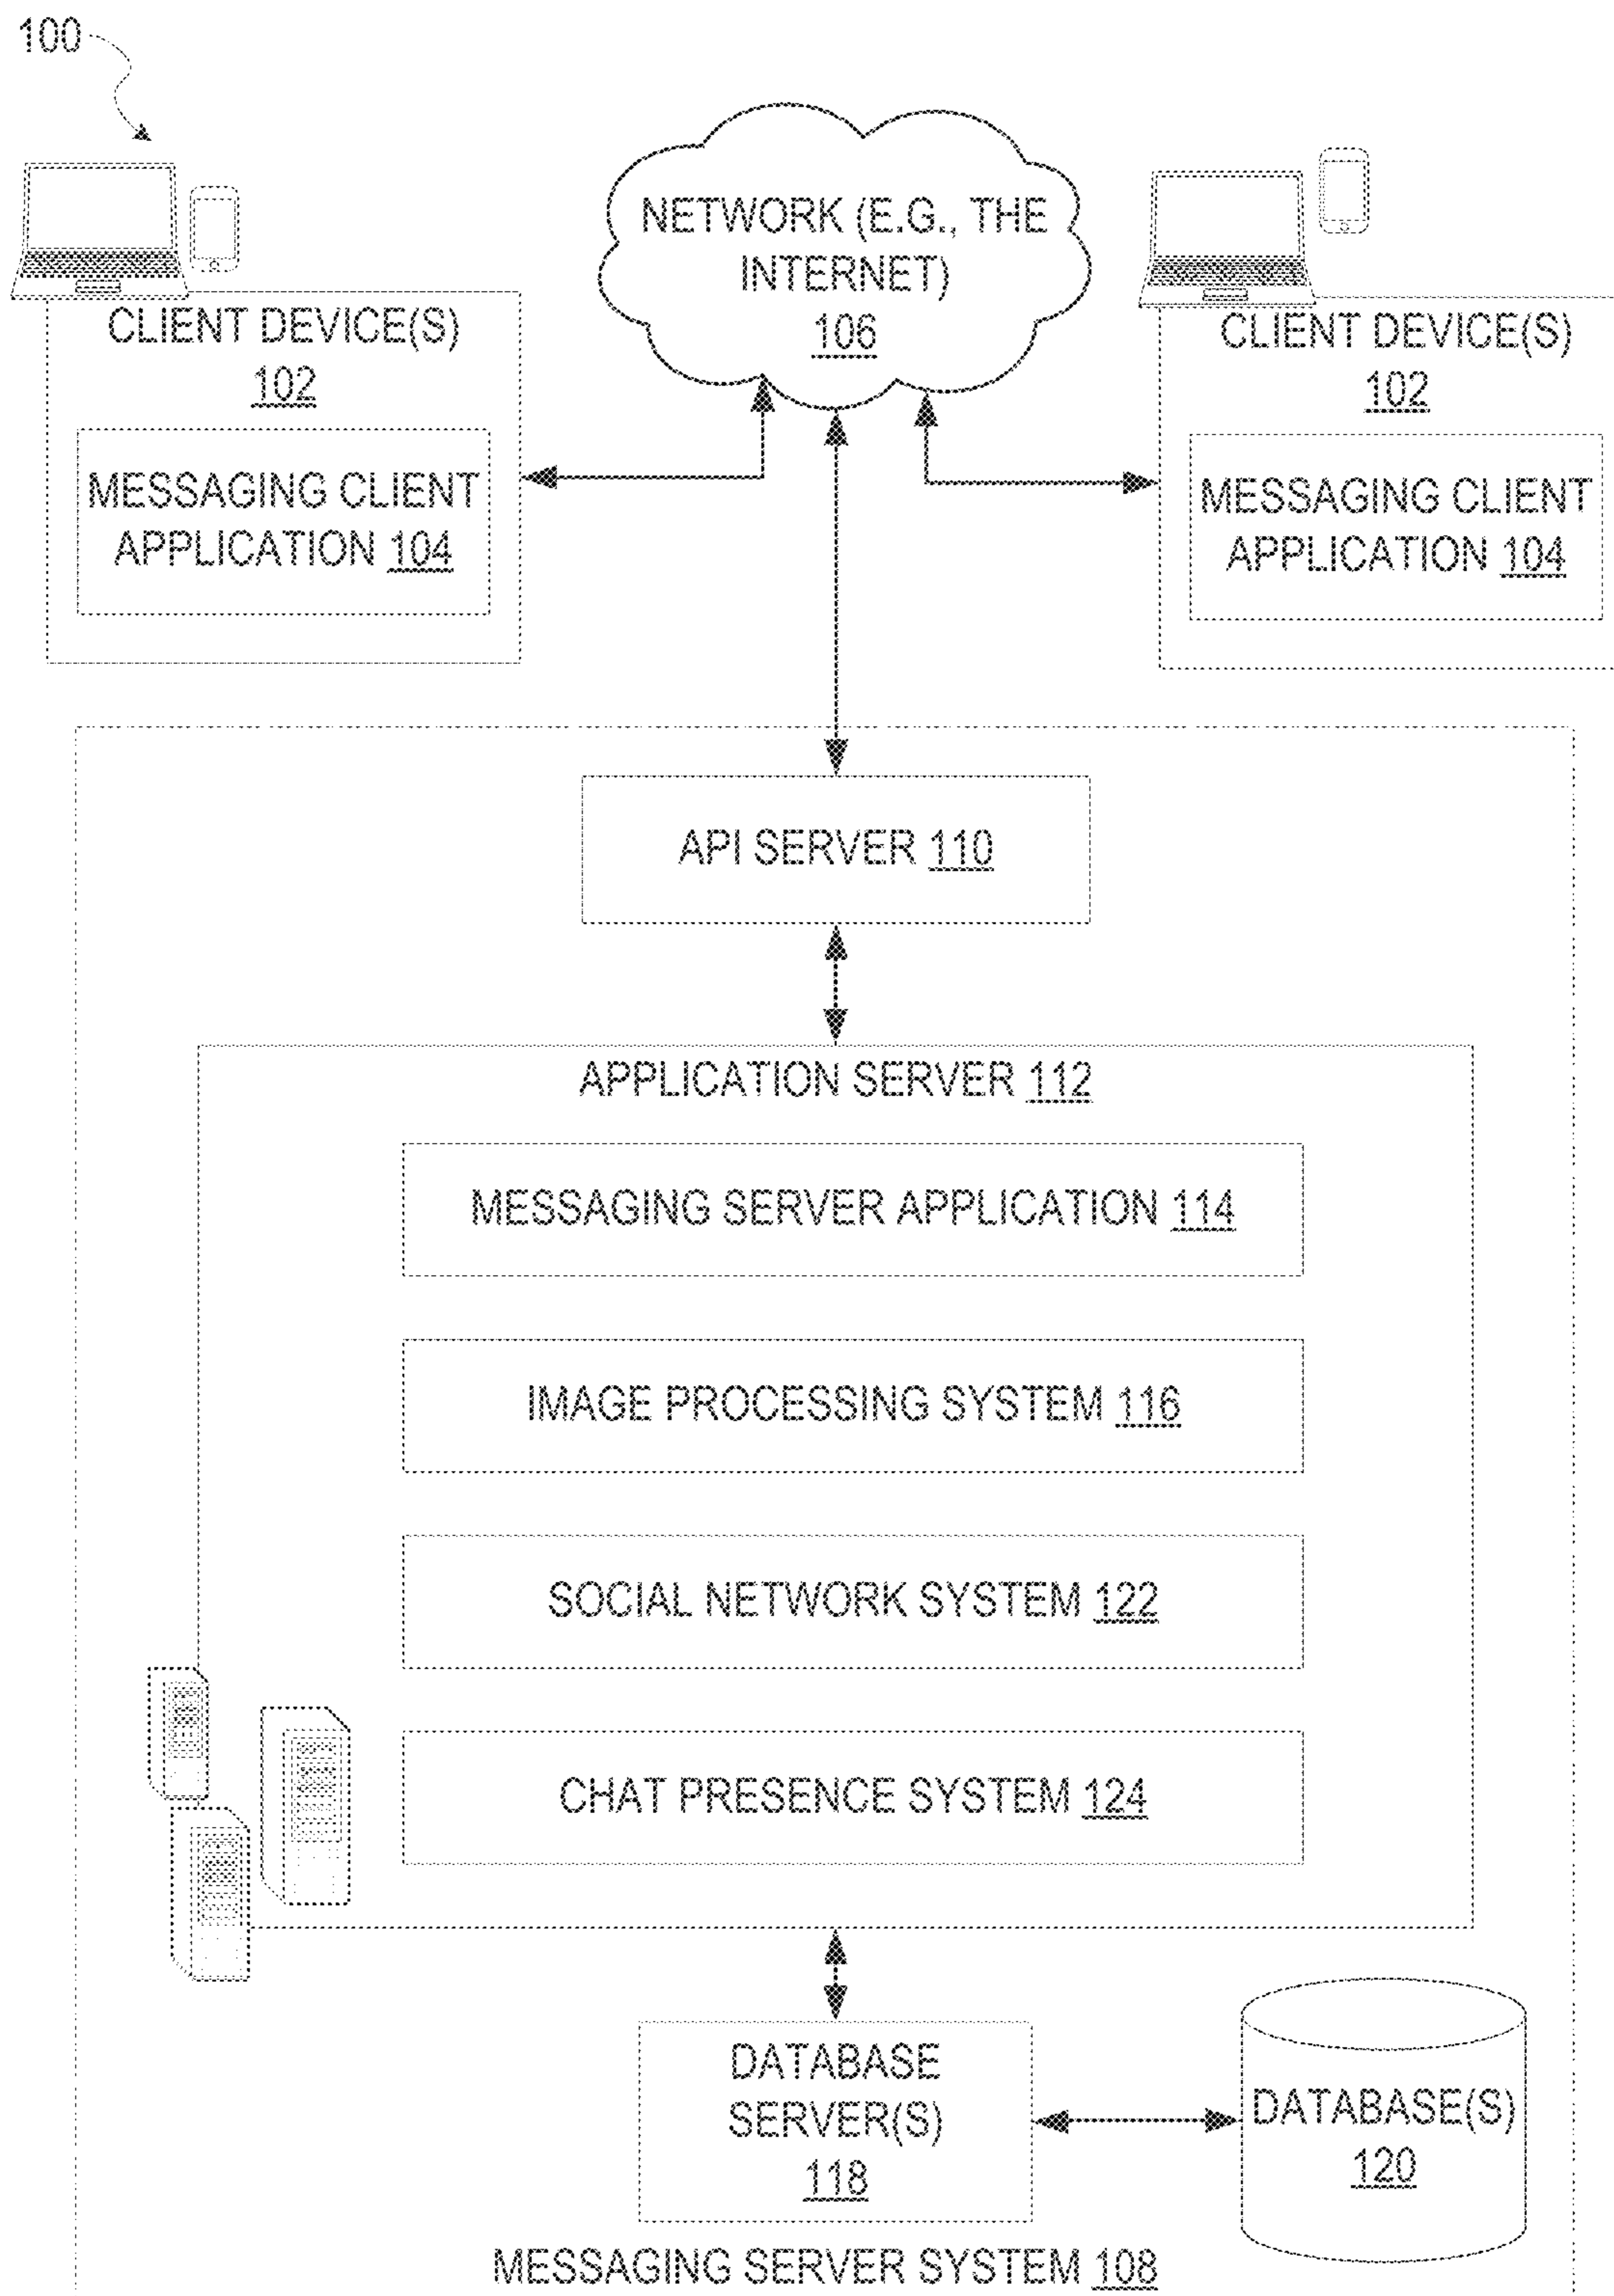 100
NETWORK (E.G., THE
INTERNET)
106
CLIENT DEVICE(S)
102
MESSAGING CLIENT
APPLICATION 104
CLIENT DEVICE(S)
102
MESSAGING CLIENT
APPLICATION 104
API SERVER 110
APPLICATION SERVER 112
MESSAGING SERVER APPLICATION 114
IMAGE PROCESSING SYSTEM 116
SOCIAL NETWORK SYSTEM 122
CHAT PRESENCE SYSTEM 124
DATABASE
SERVER(S)
118
DATABASE(S)
120
MESSAGING SERVER SYSTEM 108